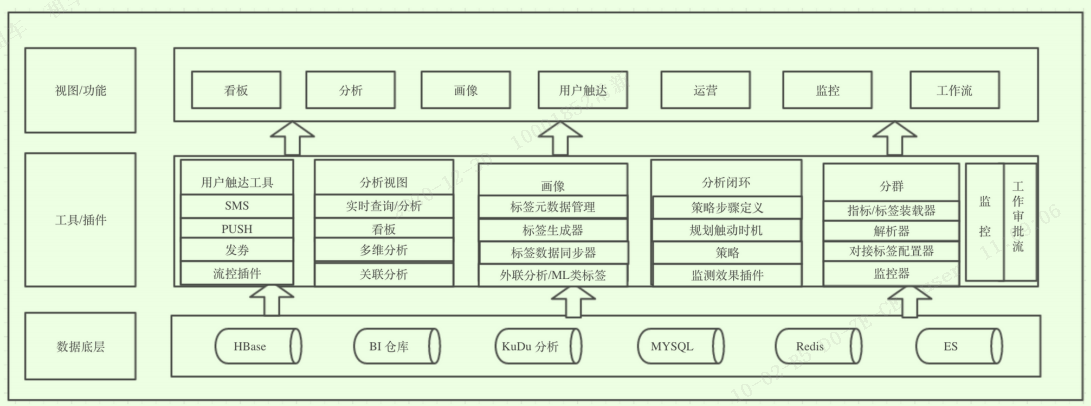 视图/功能
看板
分析
画像
用户触达
运营
监控
工作流
工具/插件
用户触达工具
SMS
PUSH
发券
流控插件
分析视图
实时查询/分析
看板
多维分析
关联分析
画像
标签元数据管理
标签生成器
标签数据同步器
外联分析/ML类标签
分析闭环
策略步骤定义
规划触动时机
策略
监测效果插件
分群
指标/标签装载器
解析器
对接标签配置器
监控器
监控
工作审批流
数据底层
HBase
BI 仓库
KuDu 分析
MYSQL
Redis
ES